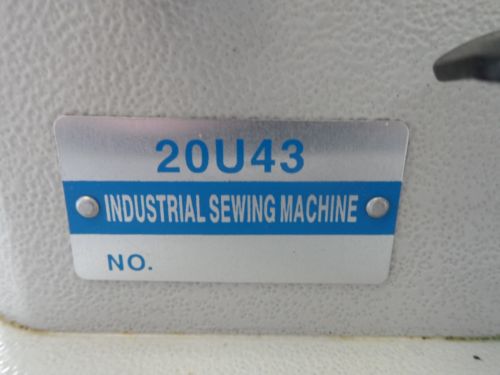 20U43
INDUSTRIAL SEWING MACHINE
NO.